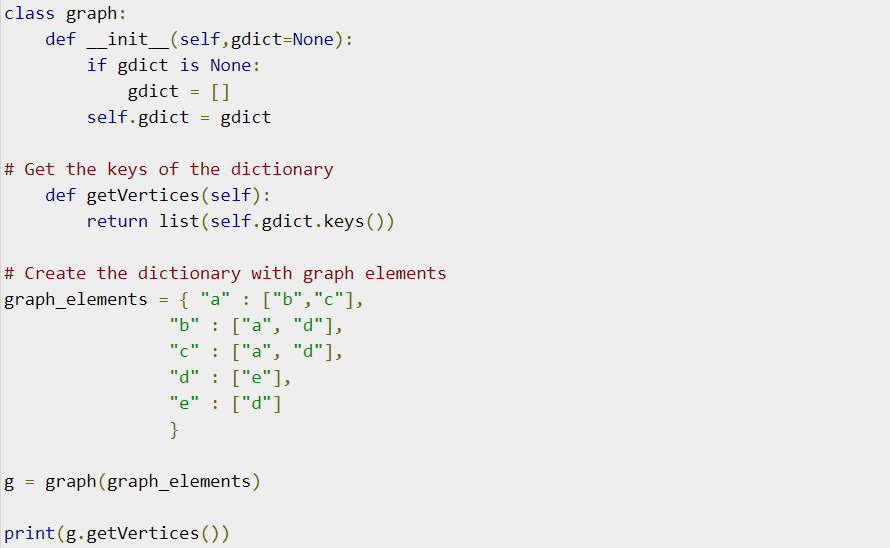 class graph:
    def __init__(self,gdict=None):
        if gdict is None:
            gdict = []
        self.gdict = gdict

# Get the keys of the dictionary
    def getVertices(self):
        return list(self.gdict.keys())

# Create the dictionary with graph elements
graph_elements = { "a" : ["b","c"],
                "b" : ["a", "d"],
                "c" : ["a", "d"],
                "d" : ["e"],
                "e" : ["d"]
                }

g = graph(graph_elements)

print(g.getVertices())